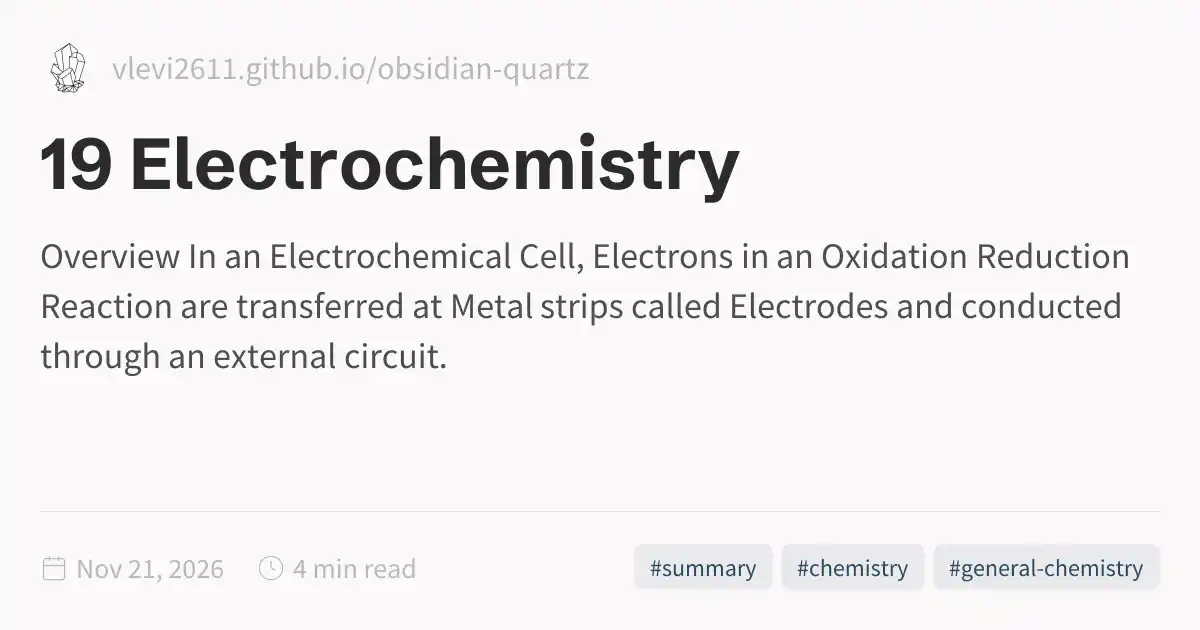 vlevi2611.github.io/obsidian-quartz
19 Electrochemistry
Overview In an Electrochemical Cell, Electrons in an Oxidation Reduction
Reaction are transferred at Metal strips called Electrodes and conducted
through an external circuit.
Nov 21, 2026 4 min read #summary #chemistry #general-chemistry